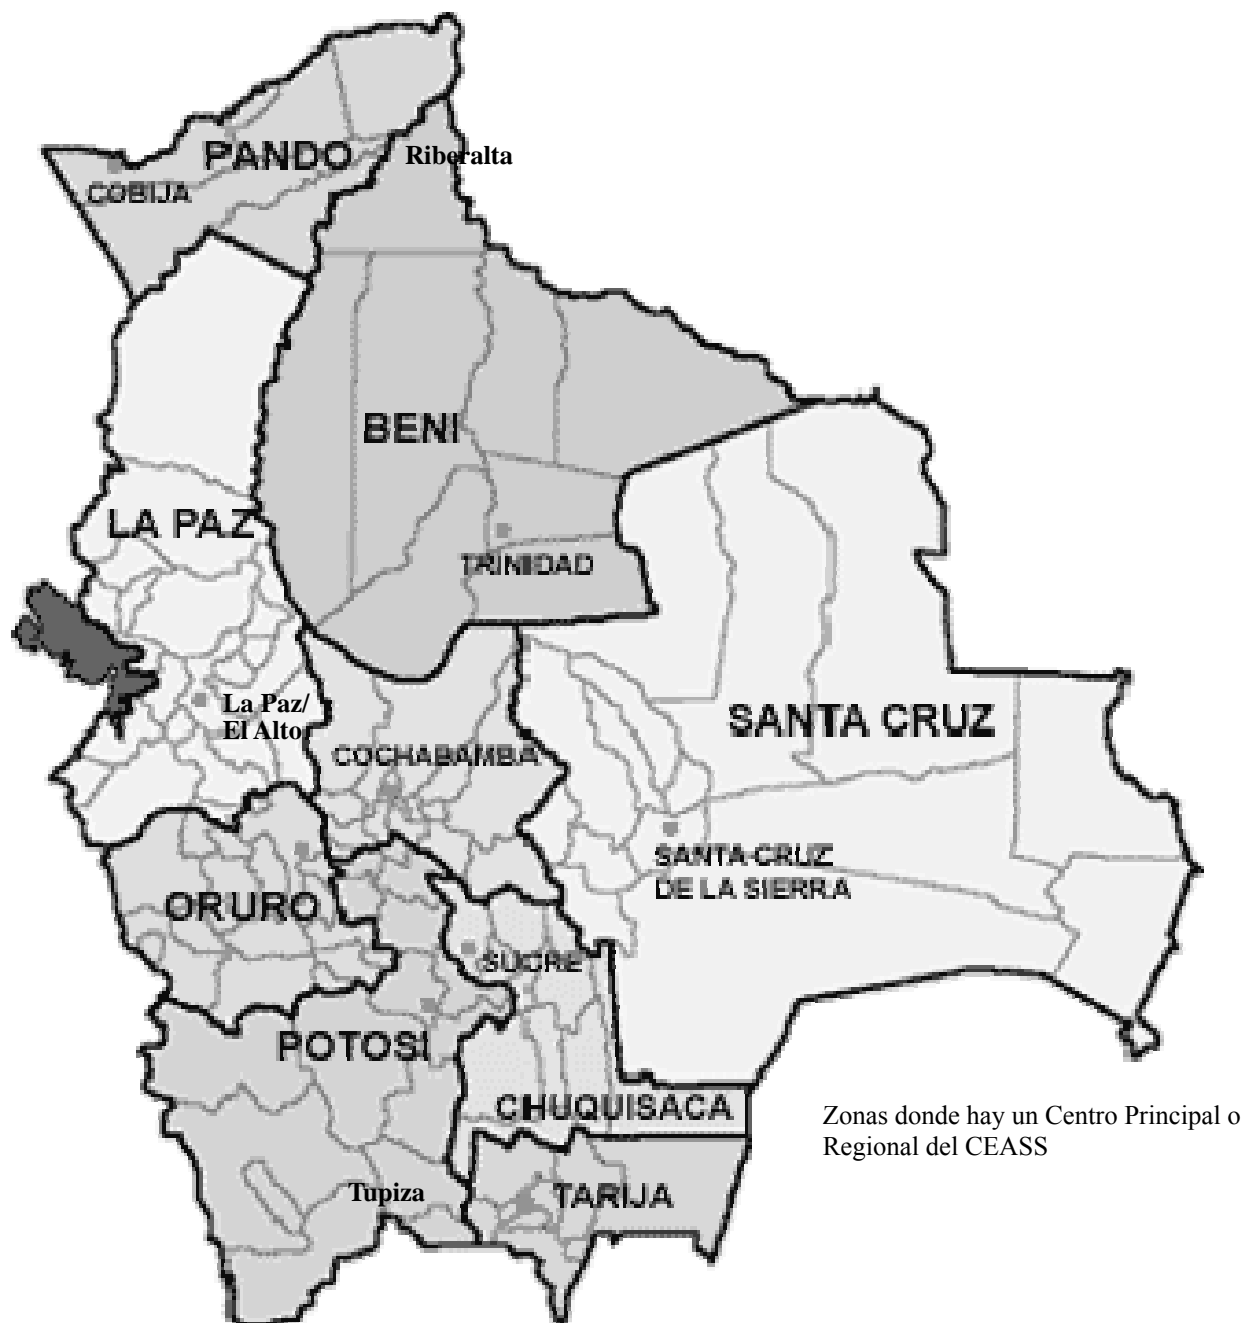 PANDO
Riberalta
COBIJA
BENI
LA PAZ
TRINIDAD
La Paz/
El Alto
SANTA CRUZ
COCHABAMBA
SANTA CRUZ
DE LA SIERRA
ORURO
SUCRE
POTOSI
CHUQUISACA
Zonas donde hay un Centro Principal o
Regional del CEASS
Tupiza
TARIJA